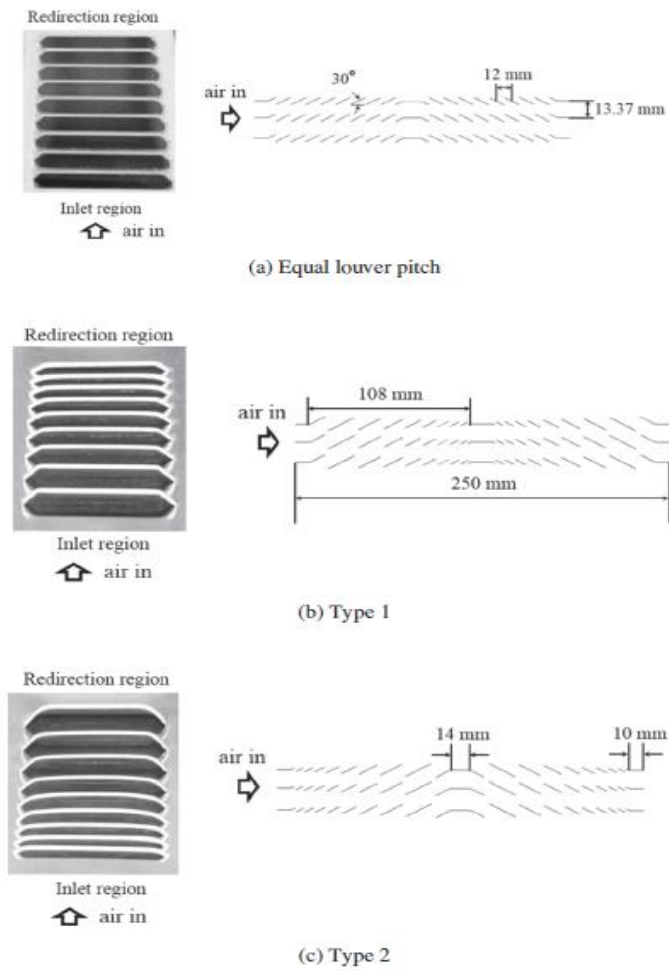 Redirection region
30°
12 mm
air in
13.37 mm
Inlet region
air in
(a) Equal louver pitch
Redirection region
108 mm
air in
250 mm
Inlet region
air in
(b) Type 1
Redirection region
14 mm
10 mm
air in
Inlet region
air in
(c) Type 2